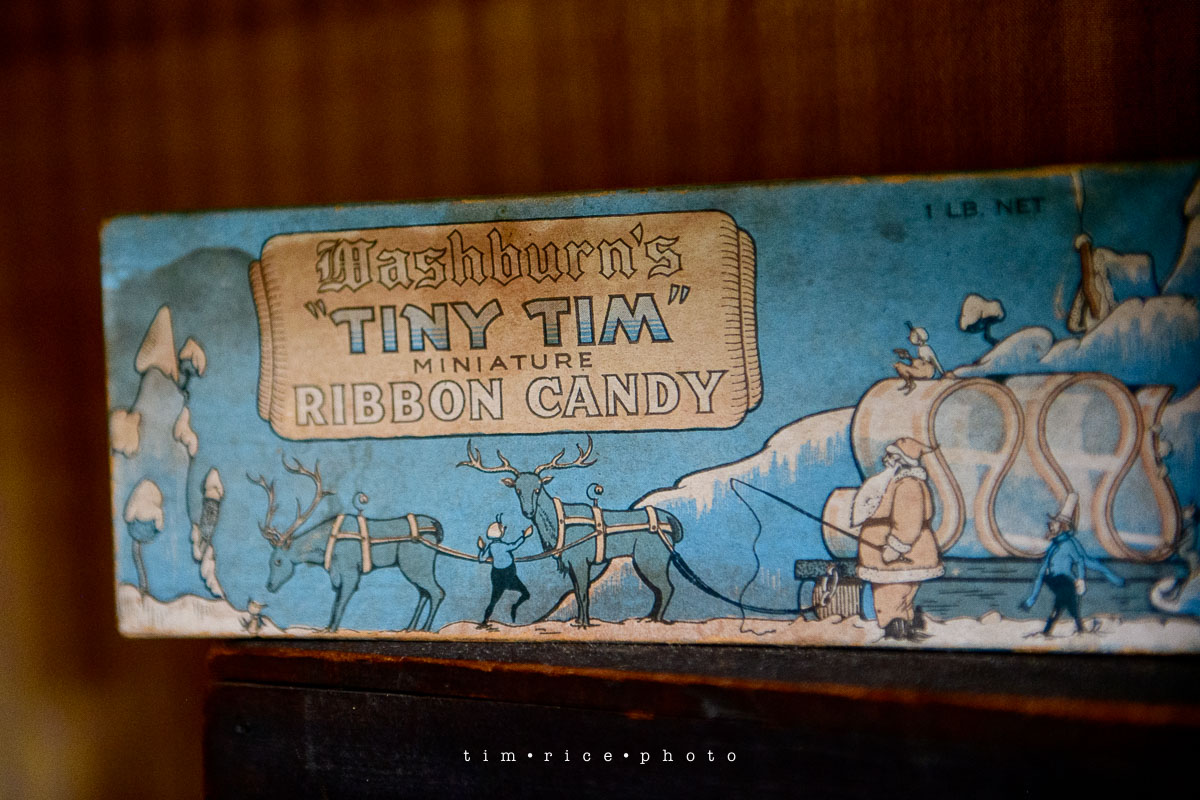 1 LB. NET
Washburn's
"TINY TIM"
MINIATURE
RIBBON CANDY
tim•rice•photo